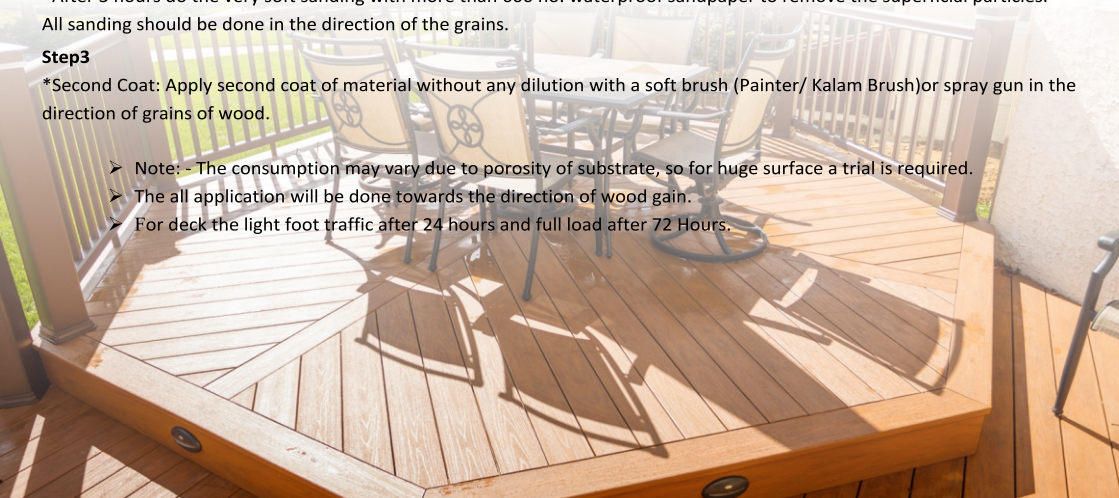 All sanding should be done in the direction of the grains.
Step3
*Second Coat: Apply second coat of material without any dilution with a soft brush (Painter/ Kalam Brush)or spray gun in the
direction of grains of wood.
➢ Note: - The consumption may vary due to porosity of substrate, so for huge surface a trial is required.
➢ The all application will be done towards the direction of wood gain.
➢ For deck the light foot traffic after 24 hours and full load after 72 Hours.